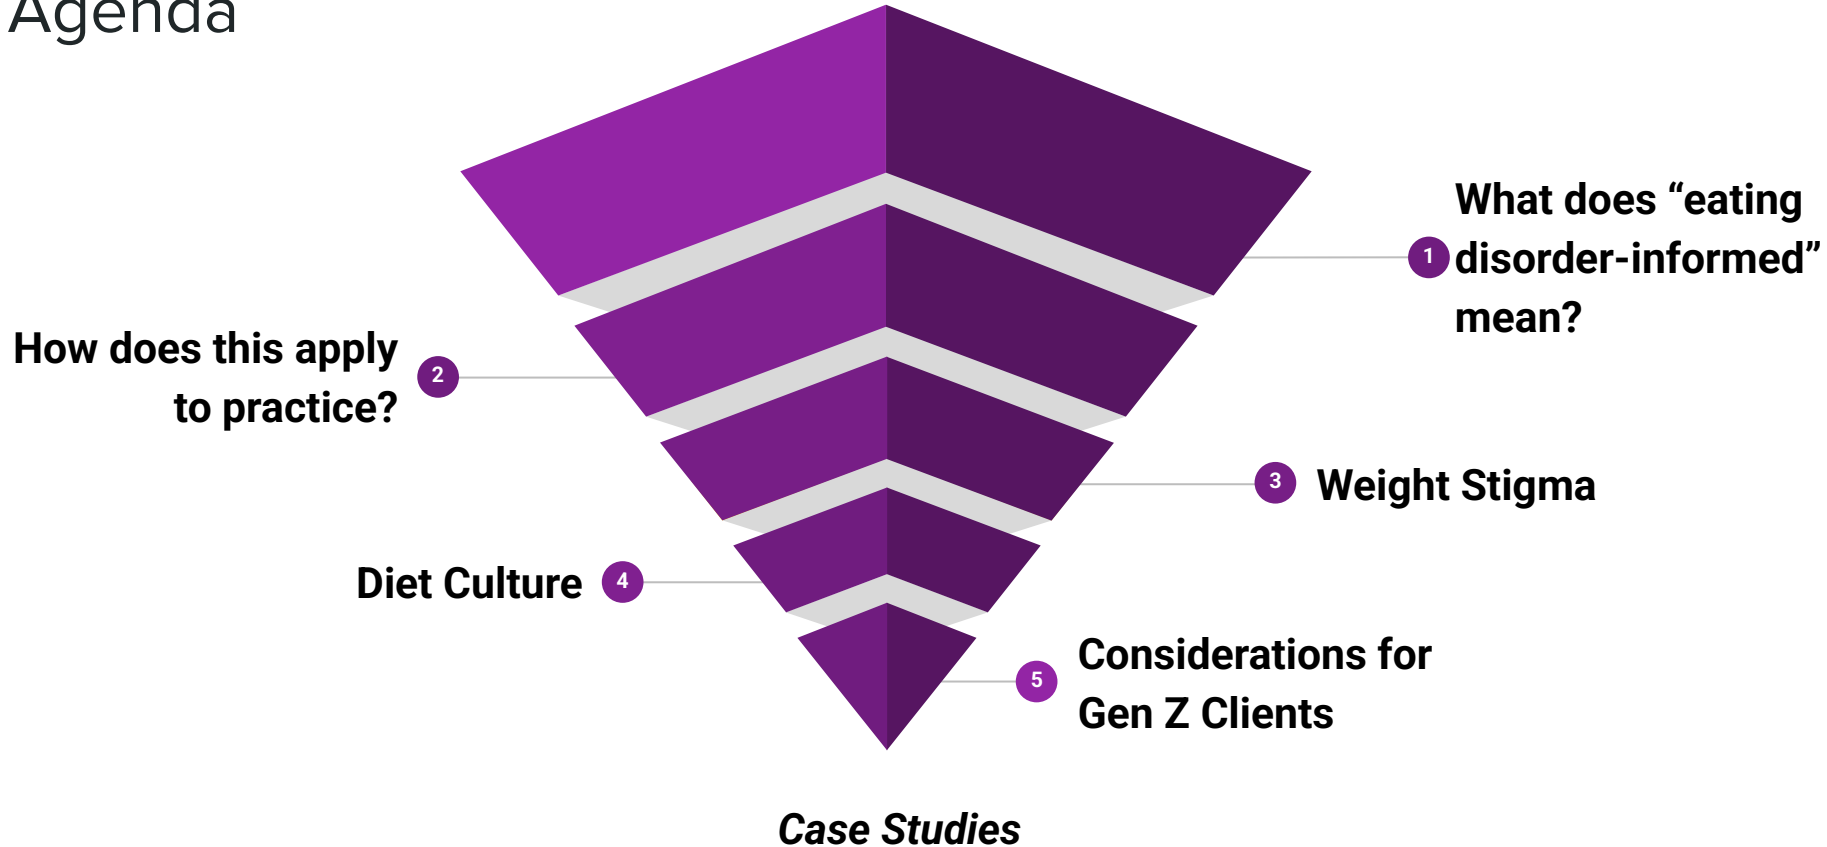 Agenda
1
What does “eating
disorder-informed”
mean?
How does this apply
to practice?
2
3
Weight Stigma
Diet Culture
4
5
Considerations for
Gen Z Clients
Case Studies